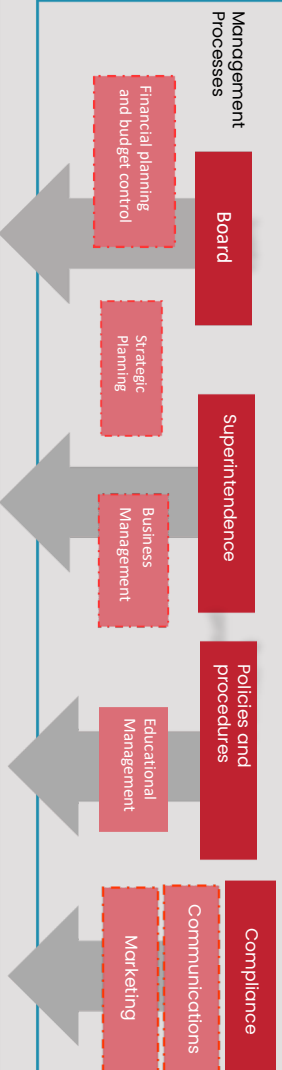 Management
Processes
Board
Superintendence
Policies and
procedures
Compliance
Financial planning
and budget control
Strategic
Planning
Business
Management
Educational
Management
Communications
Marketing